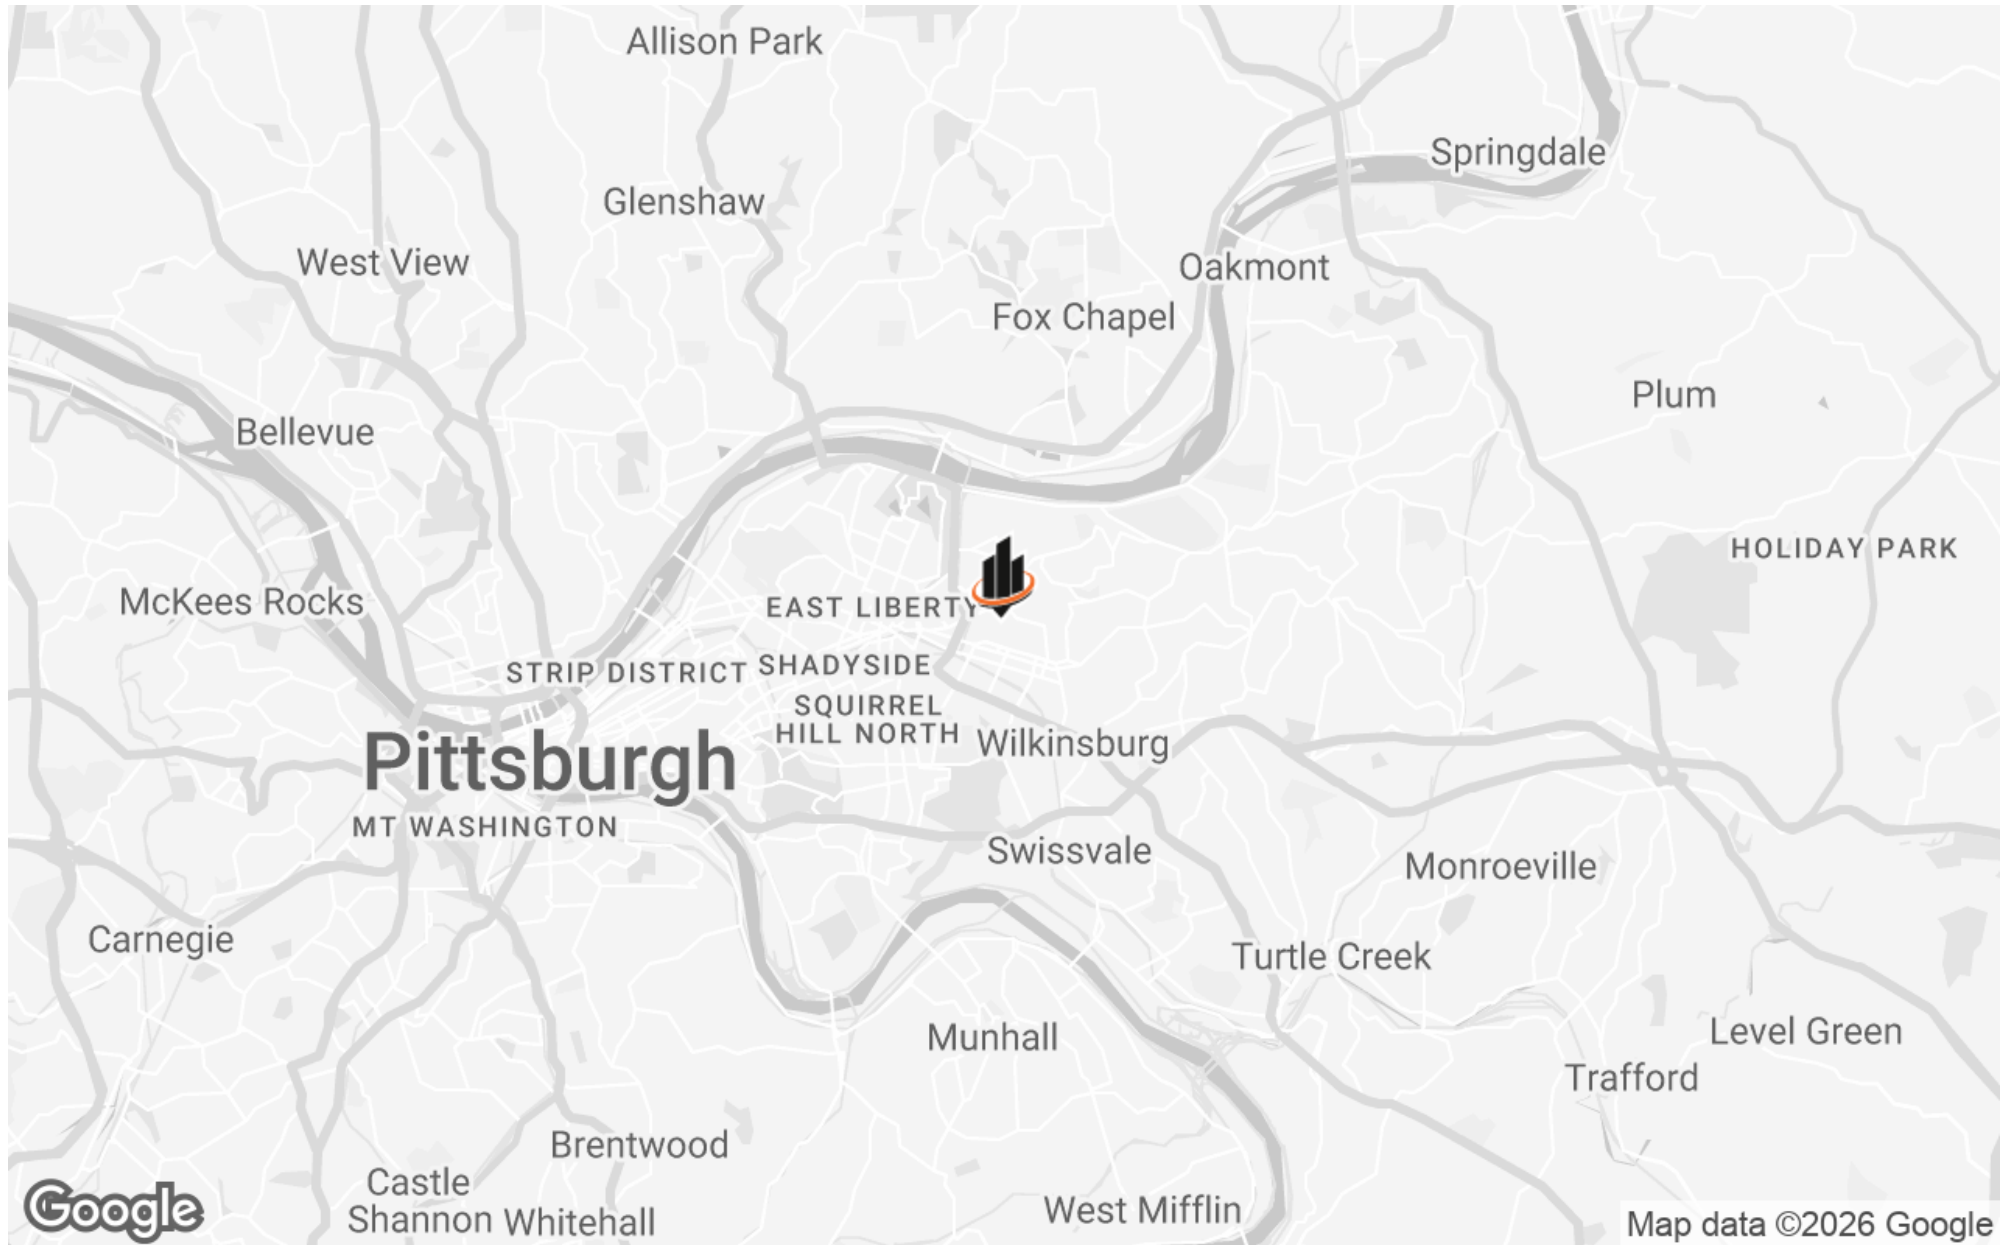 Allison Park
Springdale
Glenshaw
West View
Oakmont
Fox Chapel
Plum
Bellevue
HOLIDAY PARK
McKees Rocks
EAST LIBERTY
STRIP DISTRICT
SHADYSIDE
SQUIRREL
HILL NORTH
Wilkinsburg
Pittsburgh
MT WASHINGTON
Swissvale
Monroeville
Carnegie
Turtle Creek
Munhall
Level Green
Trafford
Brentwood
Castle
Shannon
Whitehall
West Mifflin
Google
Map data ©2026 Google